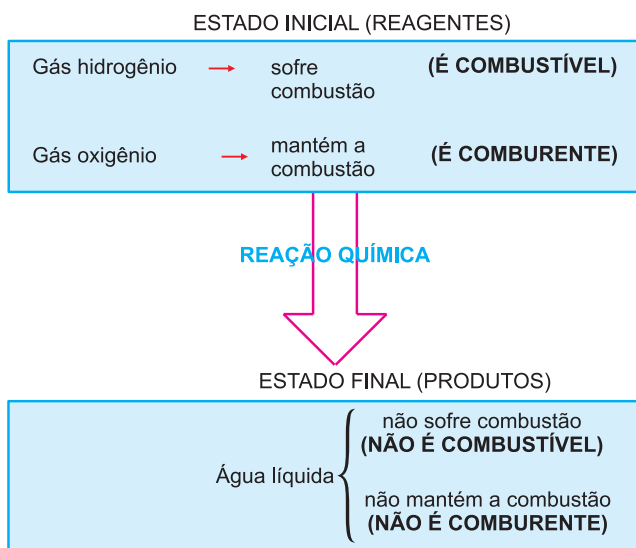 ESTADO INICIAL (REAGENTES)
Gás hidrogênio → sofre combustão (É COMBUSTÍVEL)
Gás oxigênio → mantém a combustão (É COMBURENTE)
REAÇÃO QUÍMICA
ESTADO FINAL (PRODUTOS)
Água líquida
não sofre combustão
(NÃO É COMBUSTÍVEL)
não mantém a combustão
(NÃO É COMBURENTE)